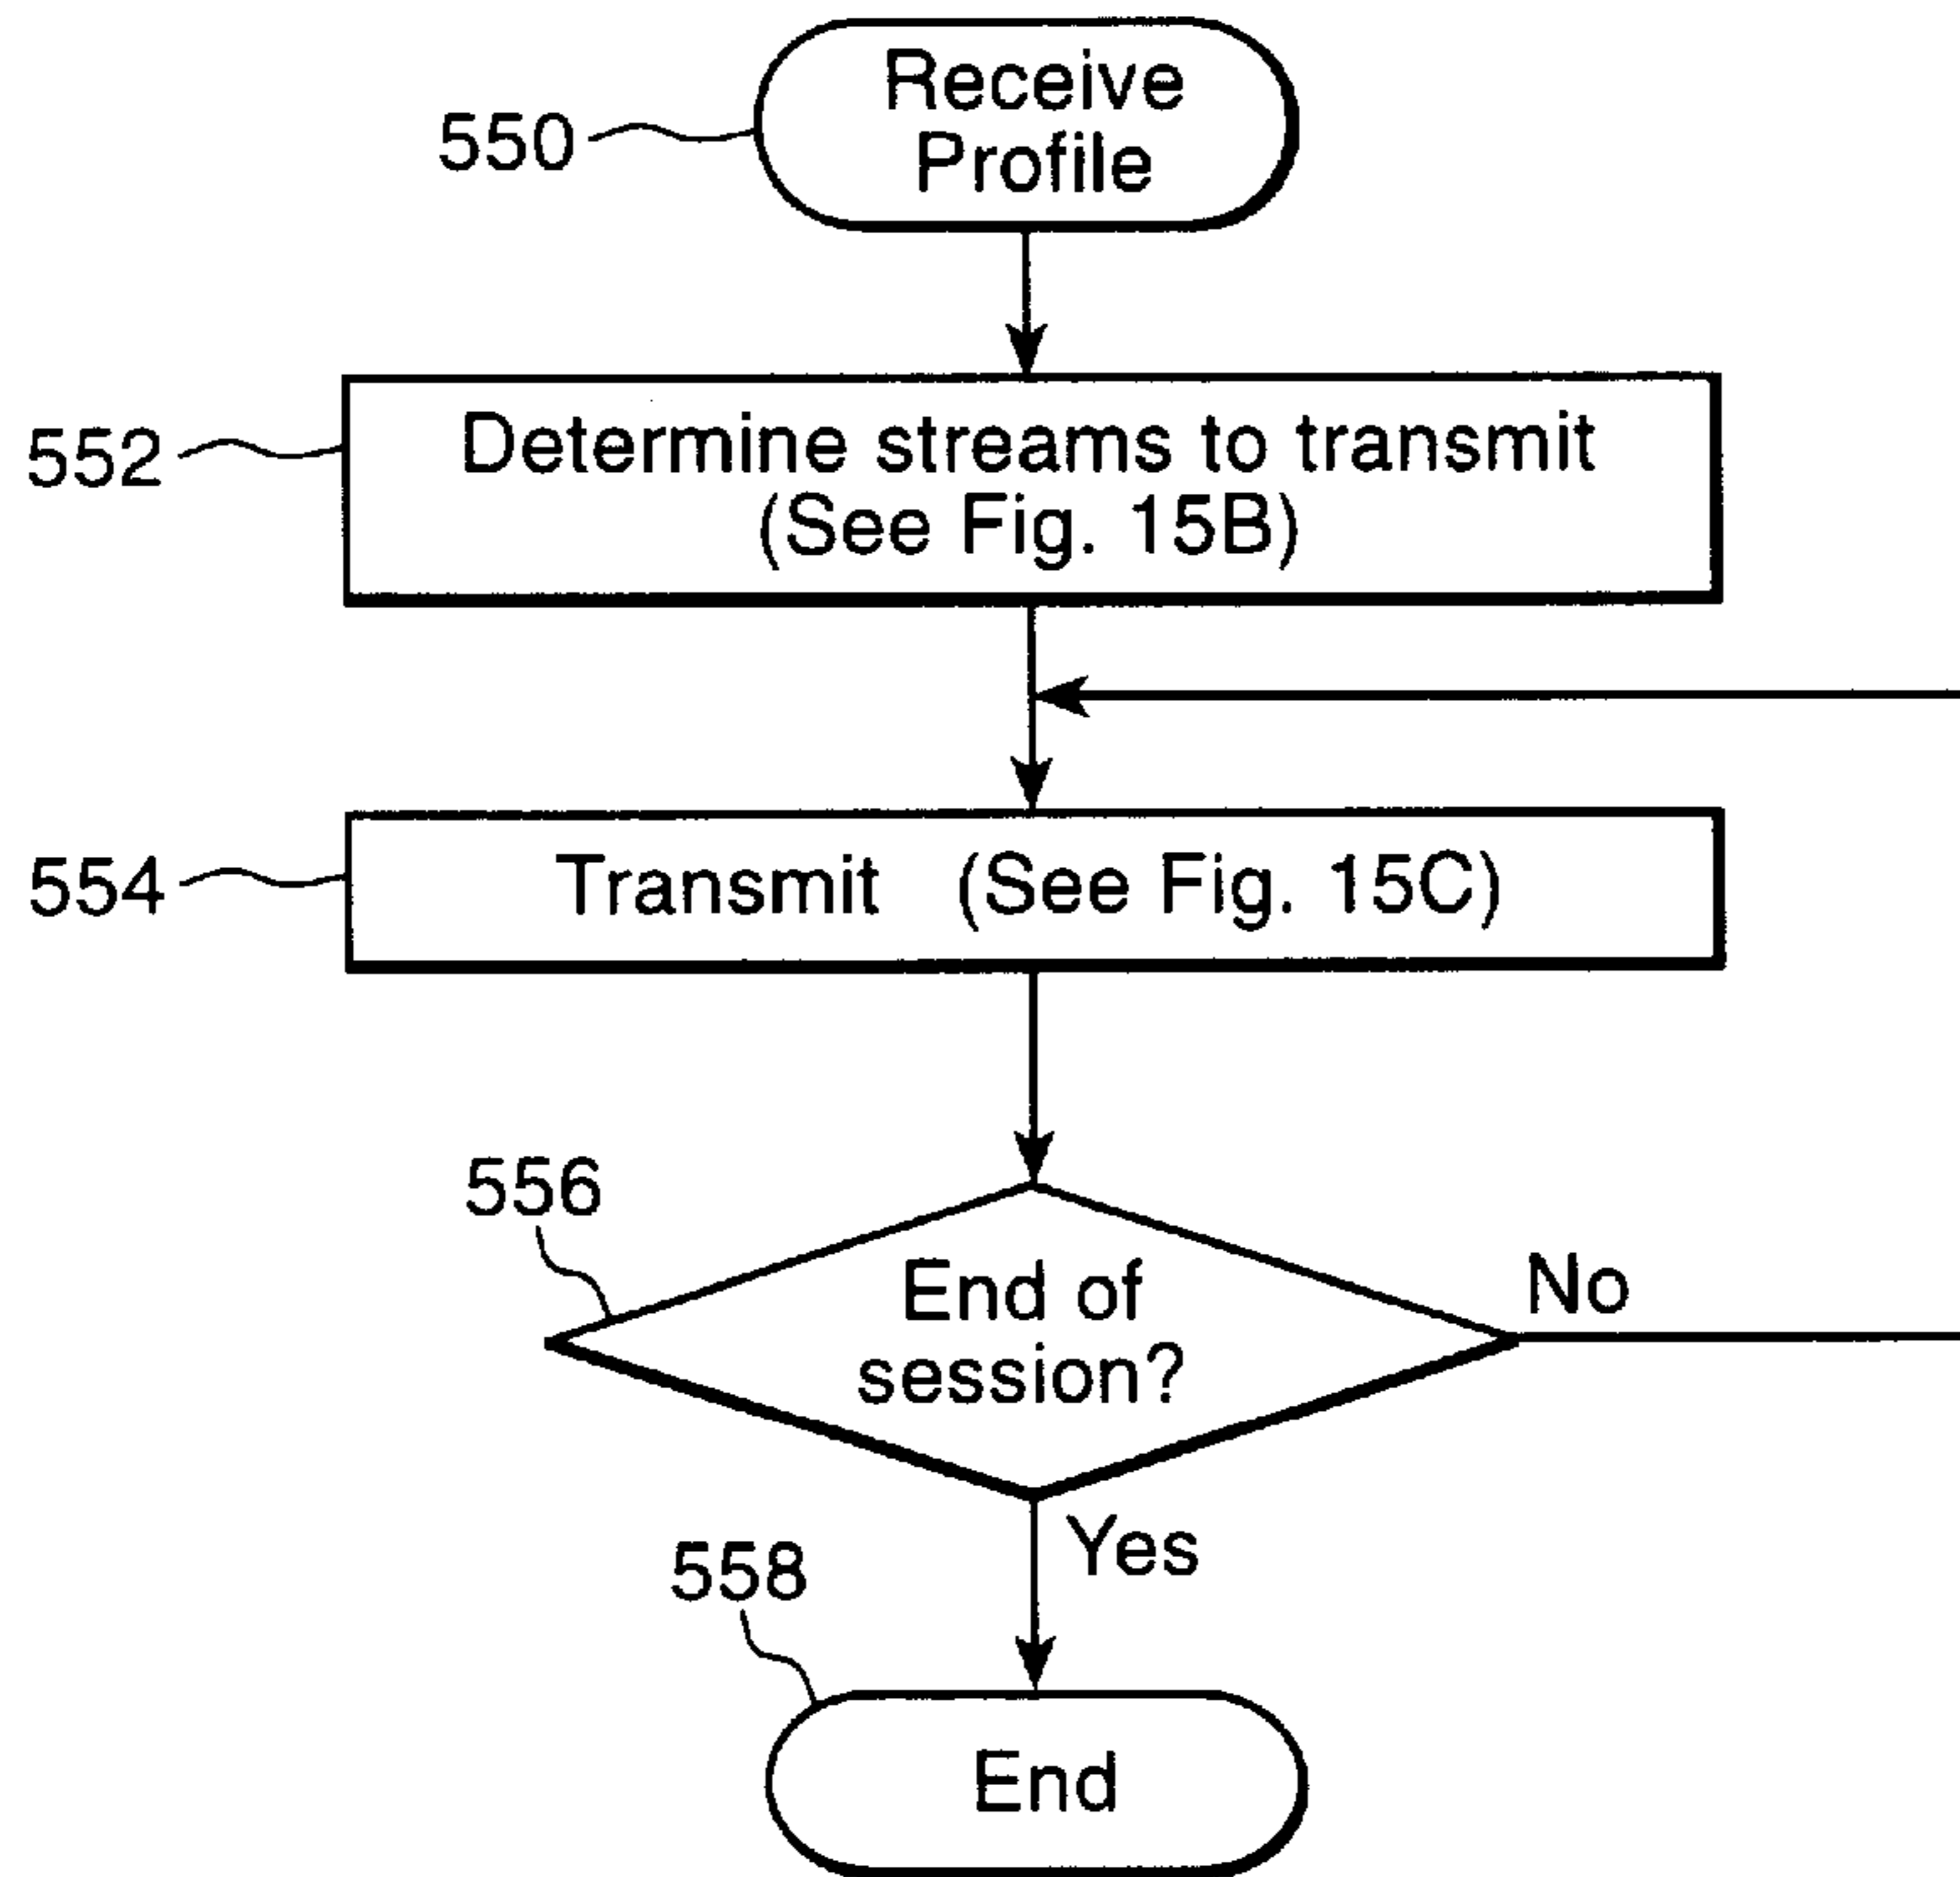 550
Receive
Profile
552
Determine streams to transmit
(See Fig. 15B)
554
Transmit (See Fig. 15C)
556
End of
session?
No
Yes
558
End